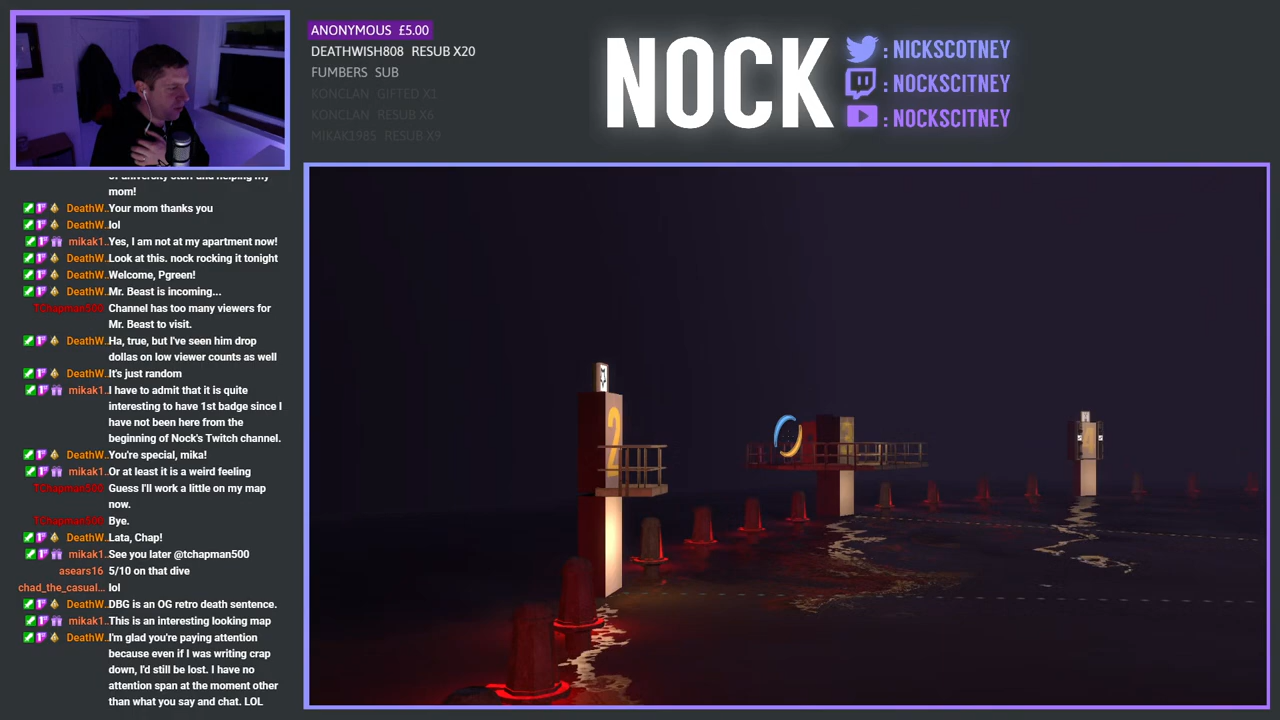 ANONYMOUS £5.00
DEATHWISH808 RESUB X20
FUMBERS SUB
KONCLAN GIFTED X1
KONCLAN RESUB X6
MIKAK1985 RESUB X9
NOCK
: NICKSCOTNEY
: NOCKSCITNEY
: NOCKSCITNEY
of university stuff and helping my
mom!
DeathW.. Your mom thanks you
DeathW.. lol
mikak1.. Yes, I am not at my apartment now!
DeathW.. Look at this. nock rocking it tonight
DeathW.. Welcome, Pgreen!
DeathW.. Mr. Beast is incoming...
TChapman500 Channel has too many viewers for
Mr. Beast to visit.
DeathW.. Ha, true, but I've seen him drop
dollas on low viewer counts as well
DeathW.. It's just random
mikak1.. I have to admit that it is quite
interesting to have 1st badge since I
have not been here from the
beginning of Nock's Twitch channel.
DeathW.. You're special, mika!
mikak1.. Or at least it is a weird feeling
TChapman500 Guess I'll work a little on my map
now.
TChapman500 Bye.
DeathW.. Lata, Chap!
mikak1.. See you later @tchapman500
asears16 5/10 on that dive
chad_the_casual... lol
DeathW.. DBG is an OG retro death sentence.
mikak1.. This is an interesting looking map
DeathW.. I'm glad you're paying attention
because even if I was writing crap
down, I'd still be lost. I have no
attention span at the moment other
than what you say and chat. LOL
2